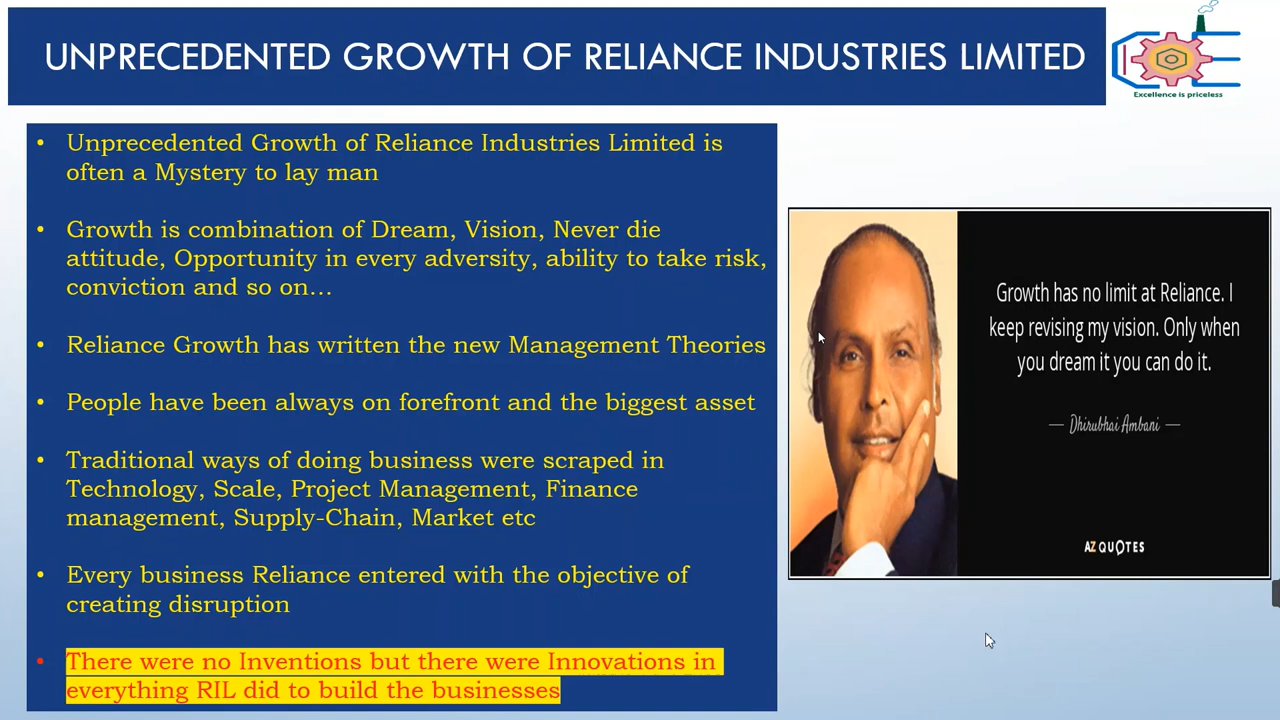 UNPRECEDENTED GROWTH OF RELIANCE INDUSTRIES LIMITED
Excellence is priceless
• Unprecedented Growth of Reliance Industries Limited is
often a Mystery to lay man
• Growth is combination of Dream, Vision, Never die
attitude, Opportunity in every adversity, ability to take risk,
conviction and so on…
• Reliance Growth has written the new Management Theories
• People have been always on forefront and the biggest asset
• Traditional ways of doing business were scraped in
Technology, Scale, Project Management, Finance
management, Supply-Chain, Market etc
• Every business Reliance entered with the objective of
creating disruption
• There were no Inventions but there were Innovations in
everything RIL did to build the businesses
Growth has no limit at Reliance. I
keep revising my vision. Only when
you dream it you can do it.
— Dhirubhai Ambani —
AZ QUOTES